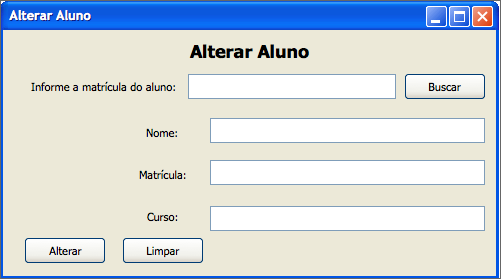 Alterar Aluno
Alterar Aluno
Informe a matrícula do aluno: Buscar
Nome:
Matrícula:
Curso:
Alterar Limpar